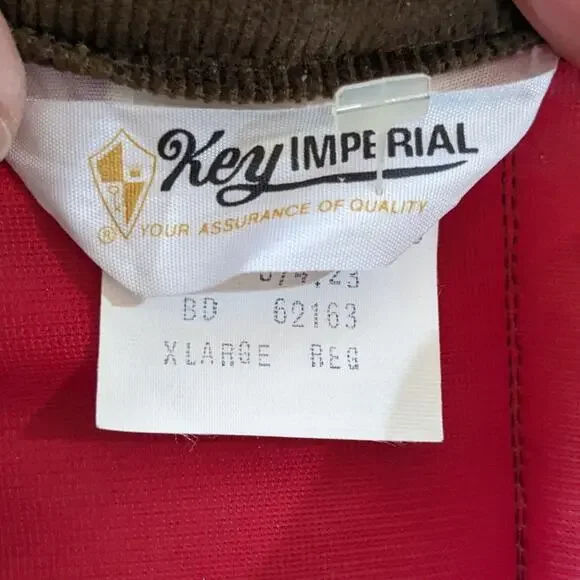 Key IMPERIAL
® YOUR ASSURANCE OF QUALITY
BD 62163
XLARGE REG